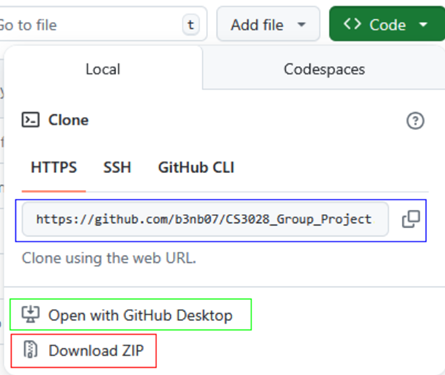 Go to file t Add file Code
Local Codespaces
Clone
HTTPS SSH GitHub CLI
https://github.com/b3nb07/CS3028_Group_Project
Clone using the web URL.
Open with GitHub Desktop
Download ZIP